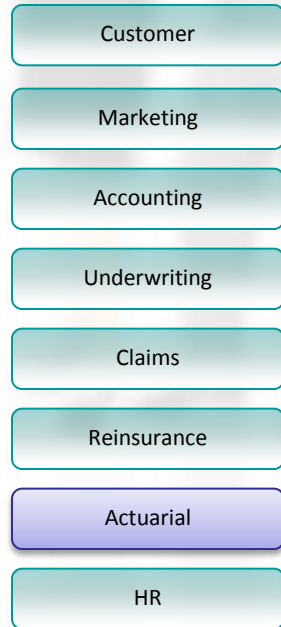 Customer
Marketing
Accounting
Underwriting
Claims
Reinsurance
Actuarial
HR